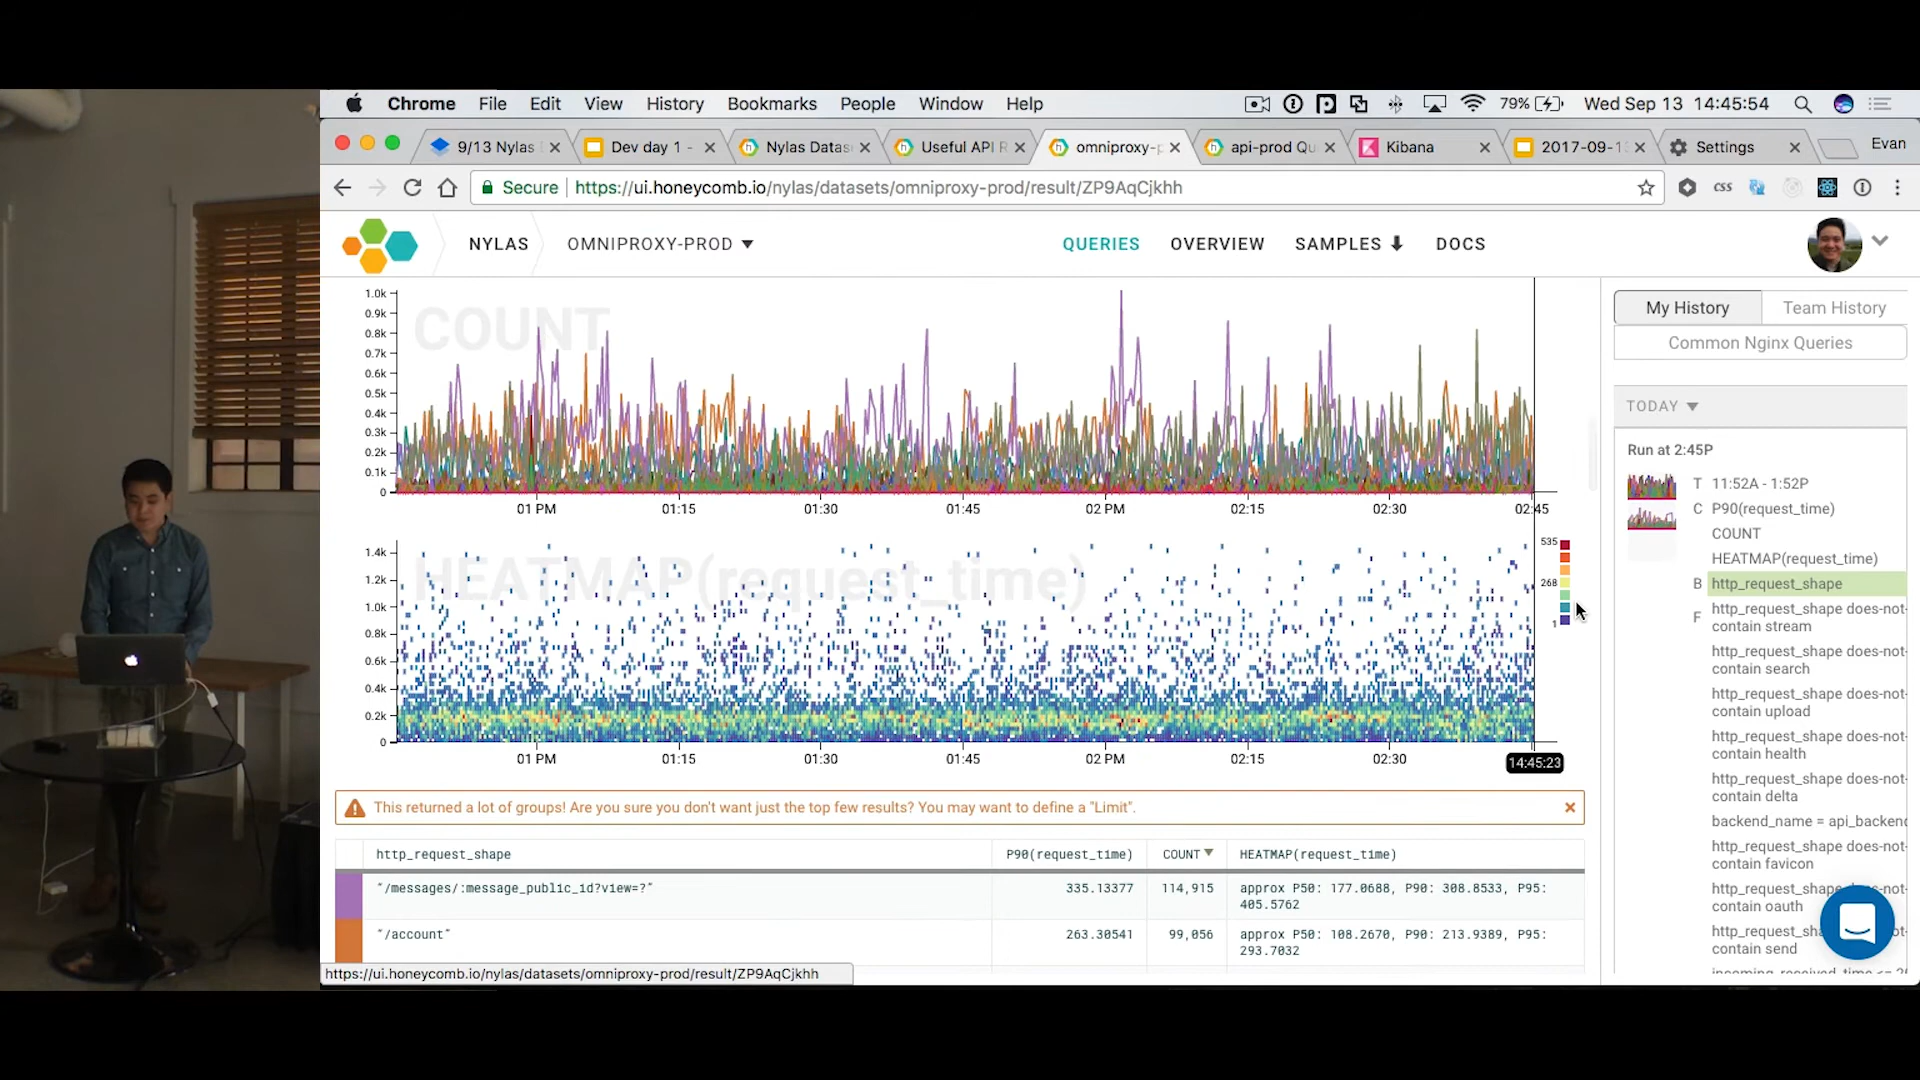 Chrome File Edit View History Bookmarks People Window Help 79% Wed Sep 13 14:45:54
9/13 Nylas Dev day 1 - Nylas Datas Useful API R omniproxy-p api-prod Qu Kibana 2017-09-1 Settings Evan
Secure https://ui.honeycomb.io/nylas/datasets/omniproxy-prod/result/ZP9AqCjkhh CSS
NYLAS OMNIPROXY-PROD QUERIES OVERVIEW SAMPLES DOCS
COUNT
1.0k
0.9k
0.8k
0.7k
0.6k
0.5k
0.4k
0.3k
0.2k
0.1k
0
01 PM 01:15 01:30 01:45 02 PM 02:15 02:30 02:45
HEATMAP(request_time)
1.4k
1.2k
1.0k
0.8k
0.6k
0.4k
0.2k
0
535
268
1
01 PM 01:15 01:30 01:45 02 PM 02:15 02:30 14:45:23
This returned a lot of groups! Are you sure you don't want just the top few results? You may want to define a "Limit".
http_request_shape P90(request_time) COUNT HEATMAP(request_time)
"/messages/:message_public_id?view=?" 335.13377 114,915 approx P50: 177.0688, P90: 308.8533, P95:
405.5762
"/account" 263.30541 99,056 approx P50: 108.2670, P90: 213.9389, P95:
293.7032
https://ui.honeycomb.io/nylas/datasets/omniproxy-prod/result/ZP9AqCjkhh
My History Team History
Common Nginx Queries
TODAY
Run at 2:45P
T 11:52A - 1:52P
C P90(request_time)
COUNT
HEATMAP(request_time)
B http_request_shape
F http_request_shape does-not-
contain stream
http_request_shape does-not-
contain search
http_request_shape does-not-
contain upload
http_request_shape does-not-
contain health
http_request_shape does-not-
contain delta
backend_name = api_backend
http_request_shape does-not-
contain favicon
http_request_shape does-not-
contain oauth
contain send